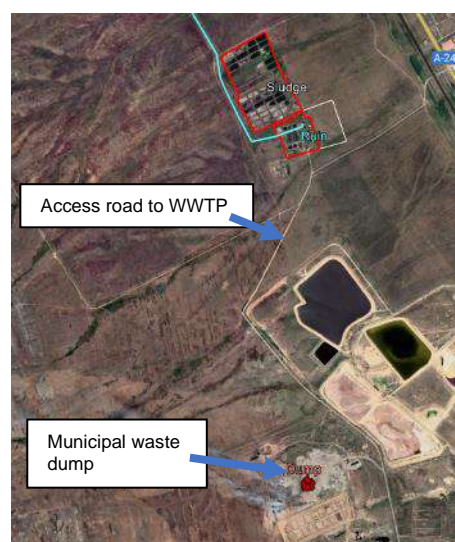 A-24
Sludge
Ruin
Access road to WWTP
Municipal waste
dump
Dump